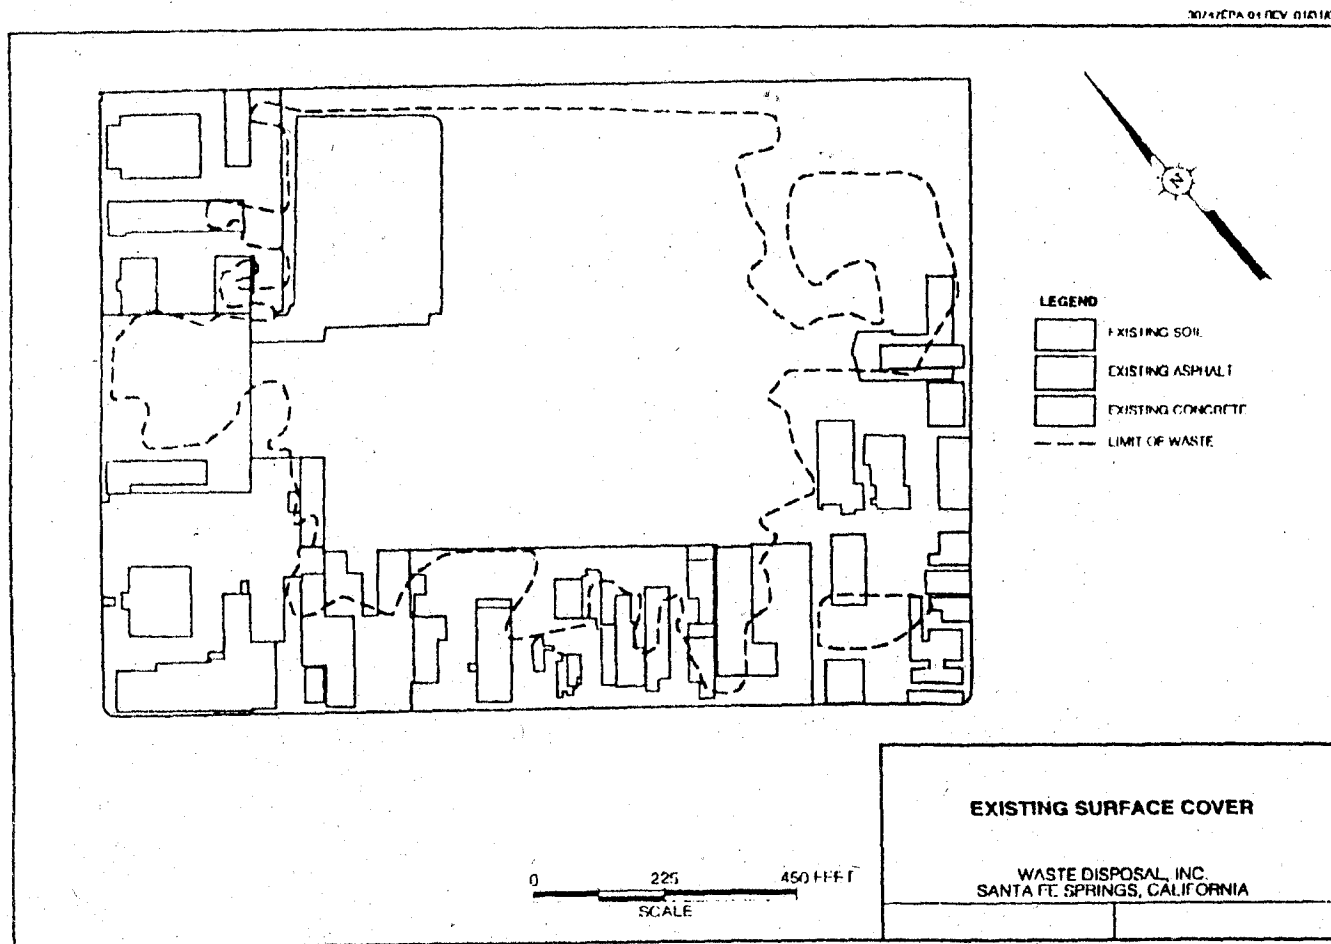 N
LEGEND
EXISTING SOIL
EXISTING ASPHALT
EXISTING CONCRETE
LIMIT OF WASTE
0 225 450 FEET
SCALE
EXISTING SURFACE COVER
WASTE DISPOSAL, INC.
SANTA FE SPRINGS, CALIFORNIA